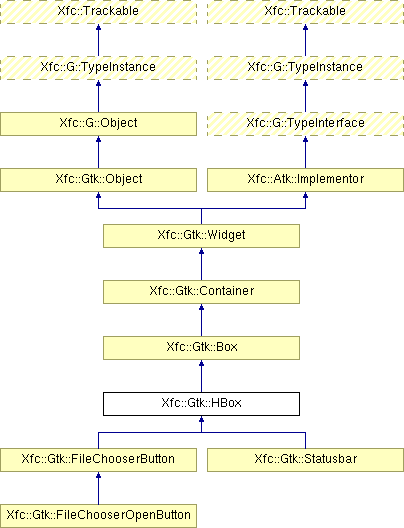 Xfc::Trackable
Xfc::Trackable
Xfc::G::TypeInstance
Xfc::G::TypeInstance
Xfc::G::Object
Xfc::G::TypeInterface
Xfc::Gtk::Object
Xfc::Atk::Implementor
Xfc::Gtk::Widget
Xfc::Gtk::Container
Xfc::Gtk::Box
Xfc::Gtk::HBox
Xfc::Gtk::FileChooserButton
Xfc::Gtk::Statusbar
Xfc::Gtk::FileChooserOpenButton